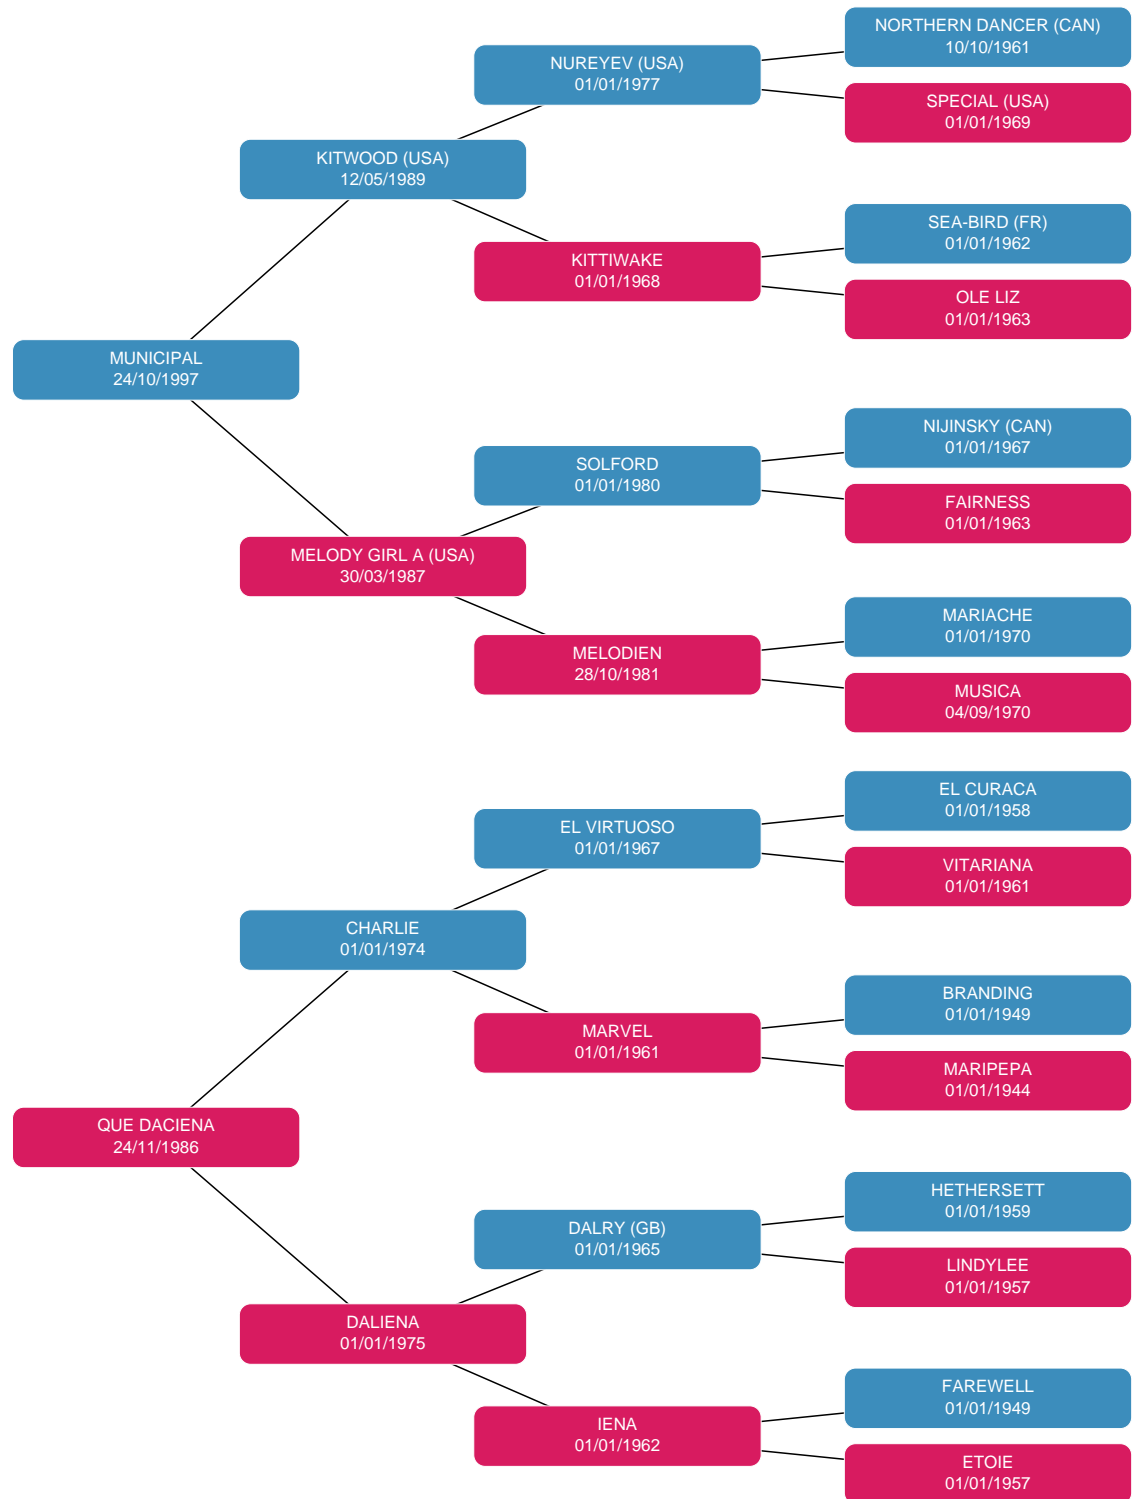 NORTHERN DANCER (CAN)
10/10/1961
NUREYEV (USA)
01/01/1977
SPECIAL (USA)
01/01/1969
KITWOOD (USA)
12/05/1989
SEA-BIRD (FR)
01/01/1962
KITTIWAKE
01/01/1968
OLE LIZ
01/01/1963
MUNICIPAL
24/10/1997
NIJINSKY (CAN)
01/01/1967
SOLFORD
01/01/1980
FAIRNESS
01/01/1963
MELODY GIRL A (USA)
30/03/1987
MARIACHE
01/01/1970
MELODIEN
28/10/1981
MUSICA
04/09/1970
EL CURACA
01/01/1958
EL VIRTUOSO
01/01/1967
VITARIANA
01/01/1961
CHARLIE
01/01/1974
BRANDING
01/01/1949
MARVEL
01/01/1961
MARIPEPA
01/01/1944
QUE DACIENA
24/11/1986
HETHERSETT
01/01/1959
DALRY (GB)
01/01/1965
LINDYLEE
01/01/1957
DALIENA
01/01/1975
FAREWELL
01/01/1949
IENA
01/01/1962
ETOIE
01/01/1957